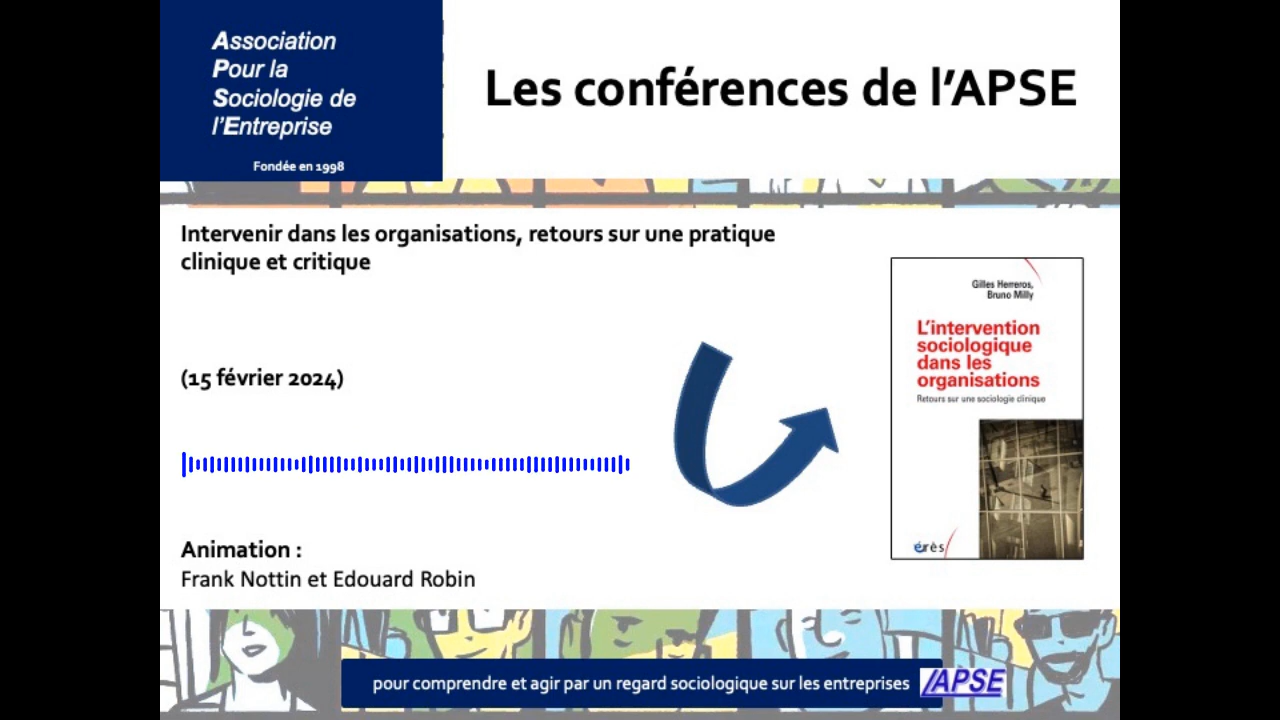 Association
Pour la
Sociologie de
l'Entreprise
Fondée en 1998
Les conférences de l'APSE
Intervenir dans les organisations, retours sur une pratique
clinique et critique
(15 février 2024)
Gilles Herreros,
Bruno Milly
L'intervention
sociologique
dans les
organisations
Retours sur une sociologie clinique
érès
Animation :
Frank Nottin et Edouard Robin
pour comprendre et agir par un regard sociologique sur les entreprises
APSE